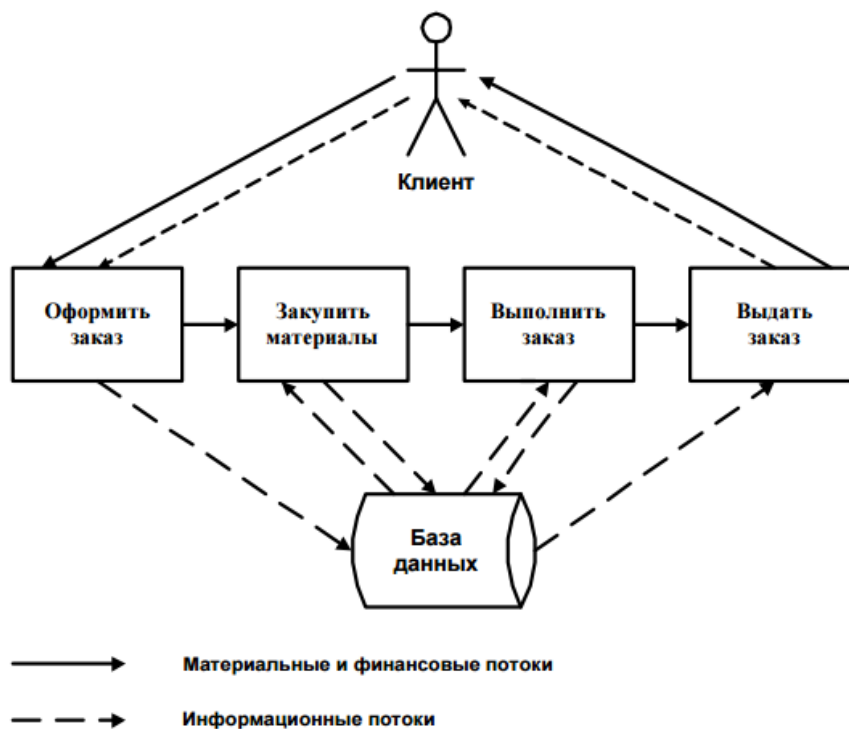 Клиент
Оформить
заказ
Закупить
материалы
Выполнить
заказ
Выдать
заказ
База
данных
Материальные и финансовые потоки
Информационные потоки